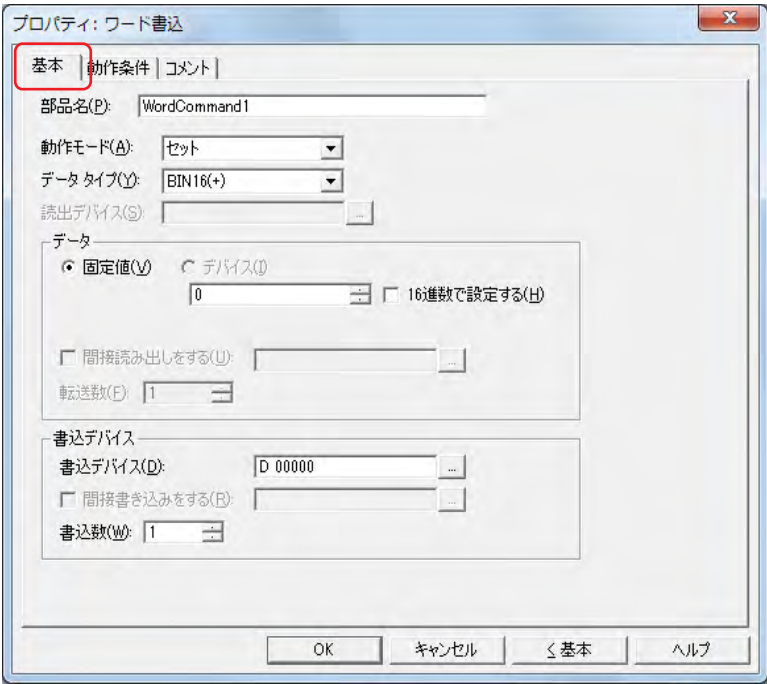 プロパティ: ワード書込
基本 動作条件 コメント
部品名(P): WordCommand1
動作モード(A): セット
データ タイプ(Y): BIN16(+)
読出デバイス(S): ...
データ
固定値(V) デバイス(I)
0 16進数で設定する(H)
間接読み出しをする(U): ...
転送数(F): 1
書込デバイス
書込デバイス(D): D 00000 ...
間接書き込みをする(R): ...
書込数(W): 1
OK キャンセル < 基本 ヘルプ